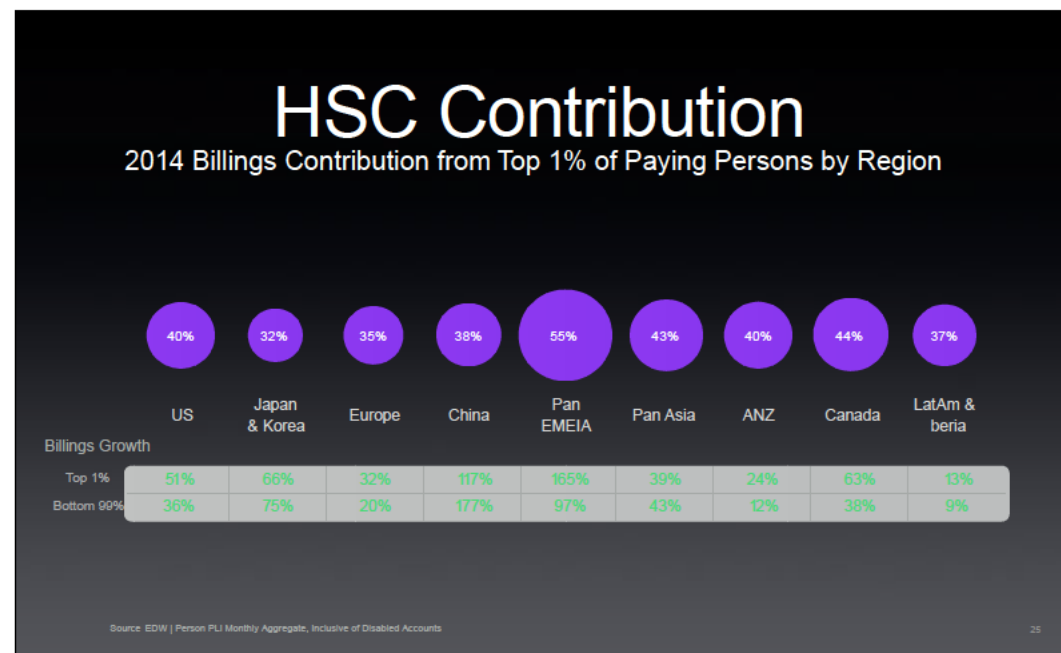 HSC Contribution
2014 Billings Contribution from Top 1% of Paying Persons by Region
40% 32% 35% 38% 55% 43% 40% 44% 37%
US Japan & Korea Europe China Pan EMEIA Pan Asia ANZ Canada LatAm & beria
Billings Growth
Top 1% 51% 66% 32% 117% 165% 39% 24% 63% 13%
Bottom 99% 36% 75% 20% 177% 97% 43% 12% 38% 9%
Source EDW | Person PLI Monthly Aggregate, Inclusive of Disabled Accounts
25